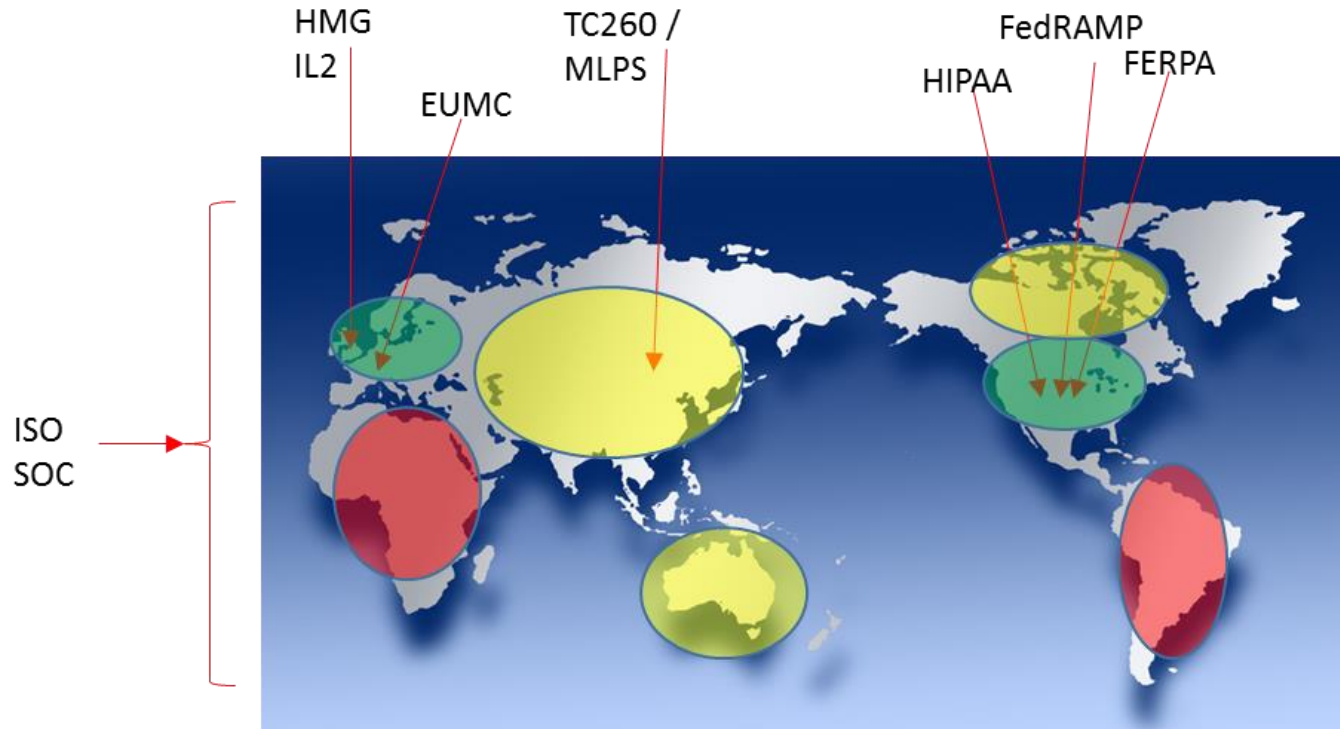 HMG
IL2
EUMC
TC260 /
MLPS
HIPAA
FedRAMP
FERPA
ISO
SOC